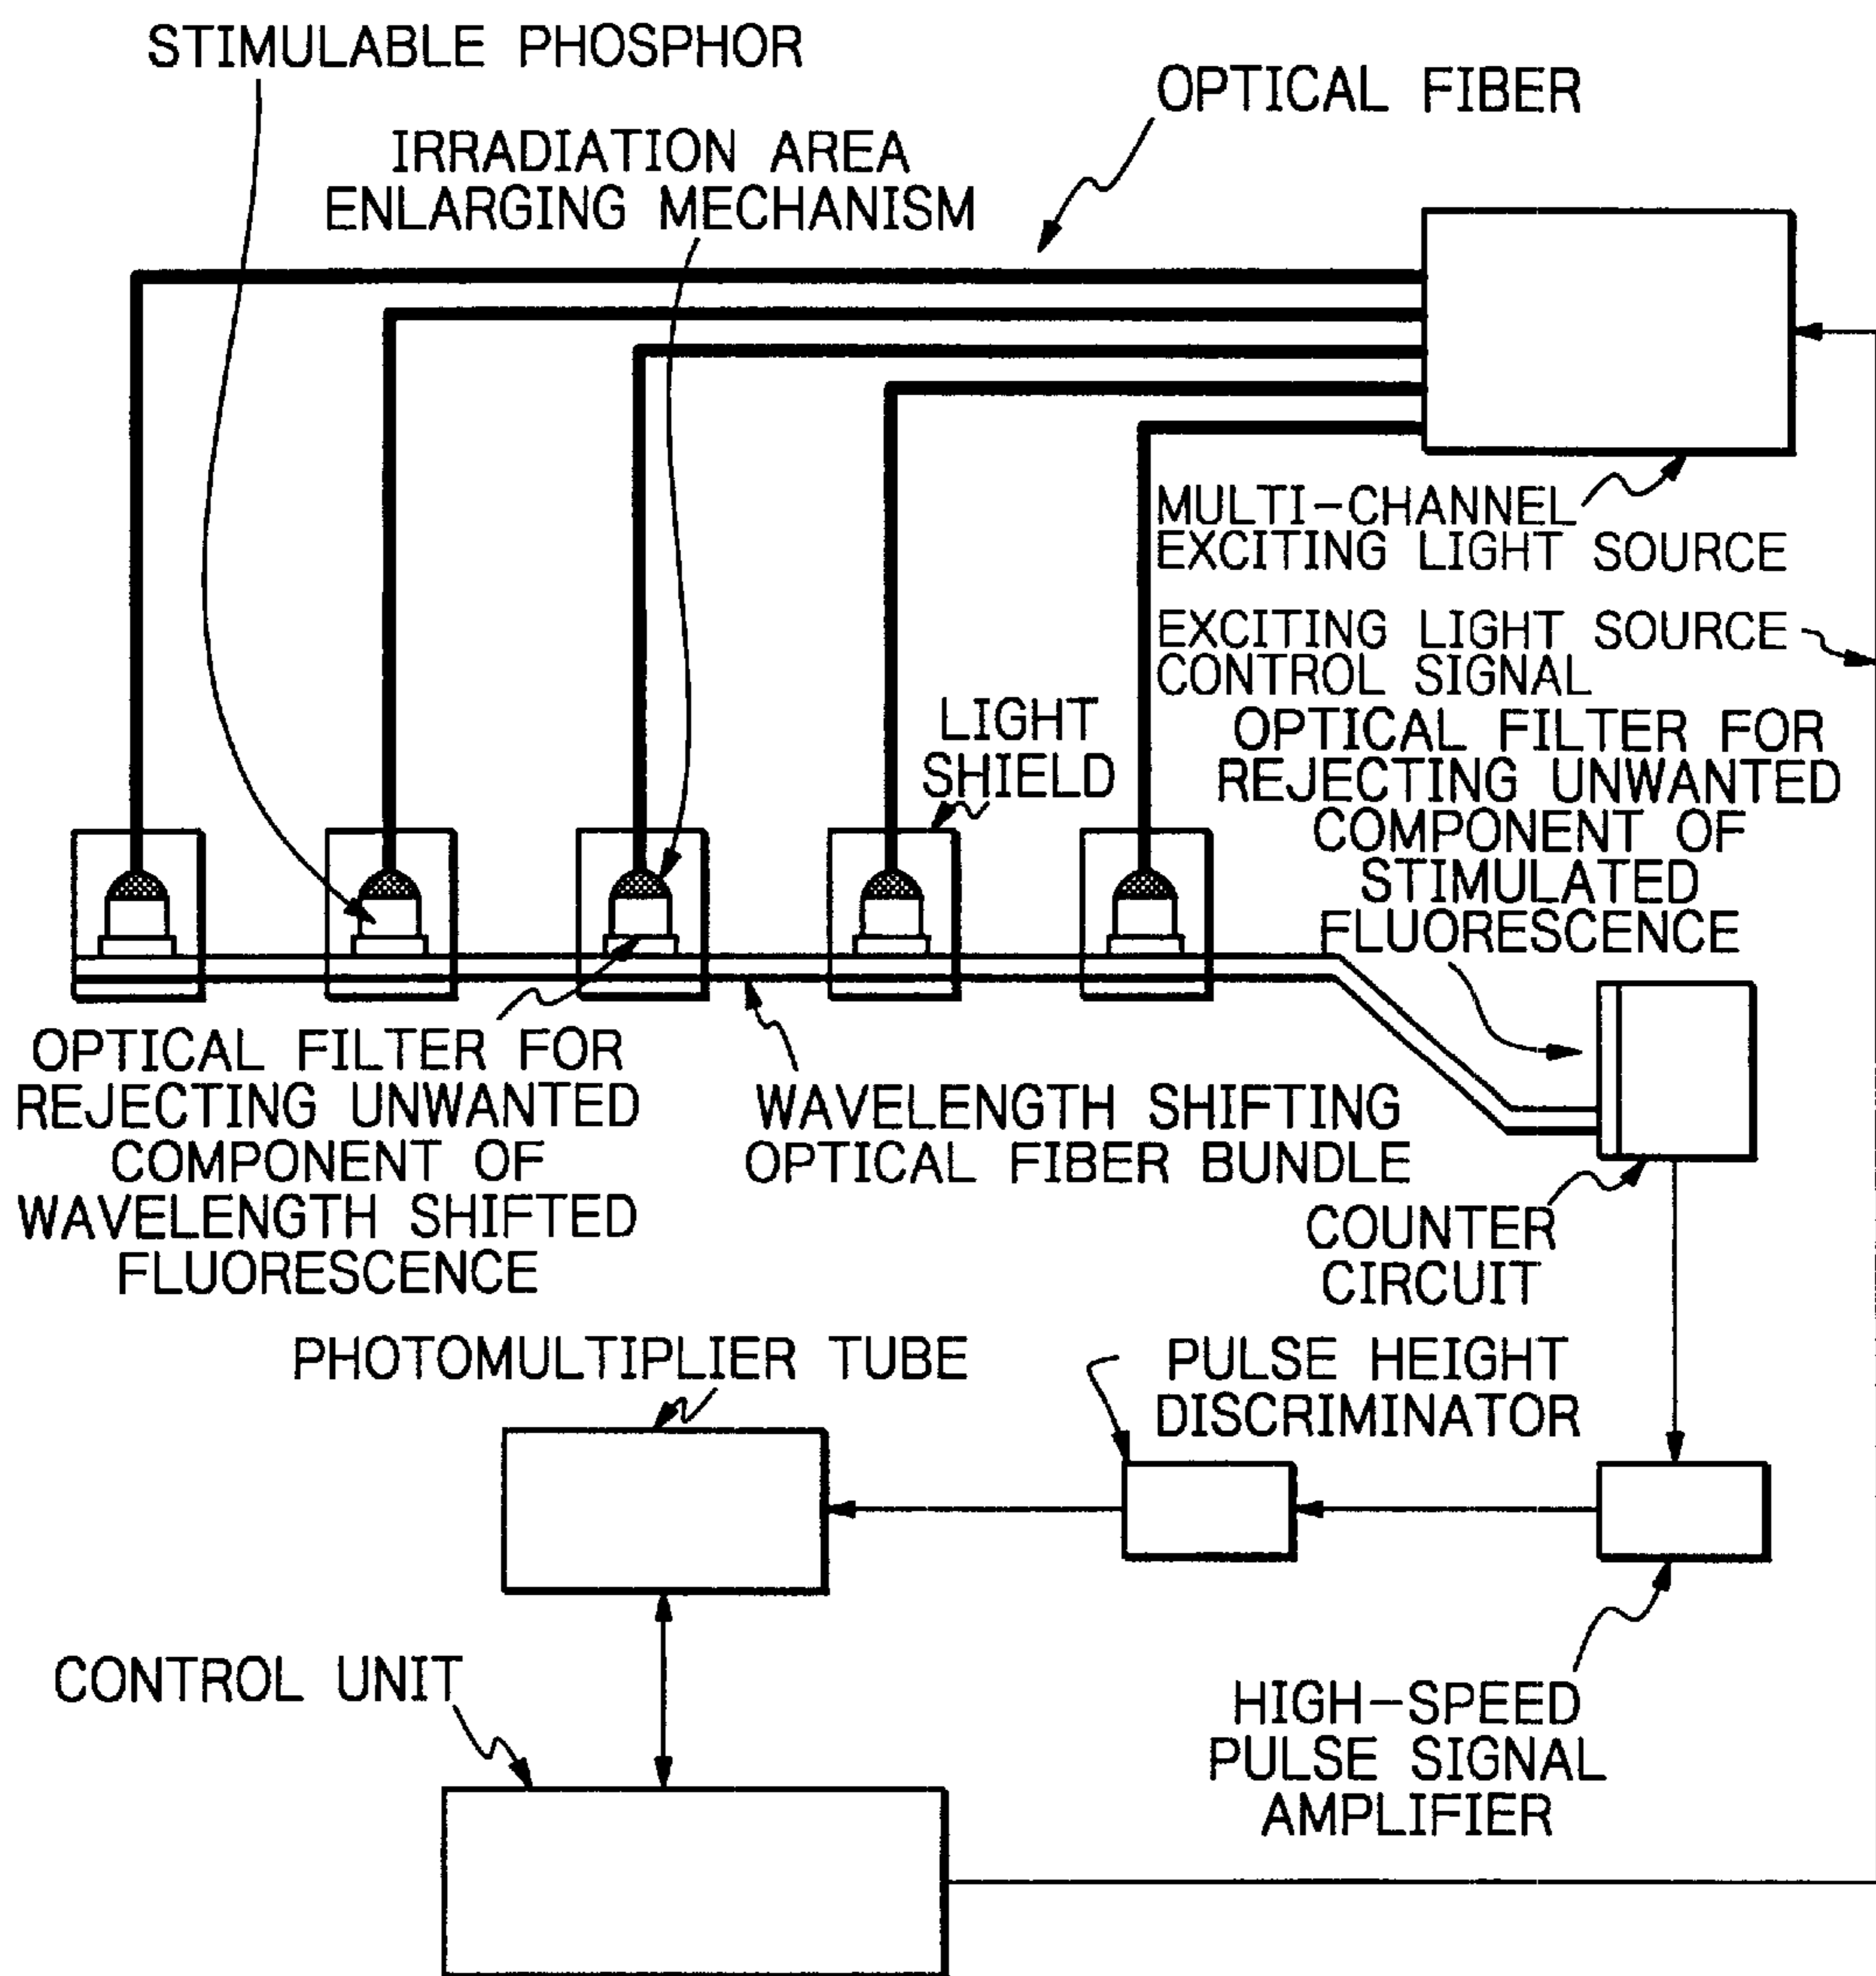 STIMULABLE PHOSPHOR
OPTICAL FIBER
IRRADIATION AREA
ENLARGING MECHANISM
MULTI-CHANNEL
EXCITING LIGHT SOURCE
EXCITING LIGHT SOURCE
CONTROL SIGNAL
LIGHT
SHIELD
OPTICAL FILTER FOR
REJECTING UNWANTED
COMPONENT OF
STIMULATED
FLUORESCENCE
OPTICAL FILTER FOR
REJECTING UNWANTED
COMPONENT OF
WAVELENGTH SHIFTED
FLUORESCENCE
WAVELENGTH SHIFTING
OPTICAL FIBER BUNDLE
COUNTER
CIRCUIT
PHOTOMULTIPLIER TUBE
PULSE HEIGHT
DISCRIMINATOR
CONTROL UNIT
HIGH-SPEED
PULSE SIGNAL
AMPLIFIER